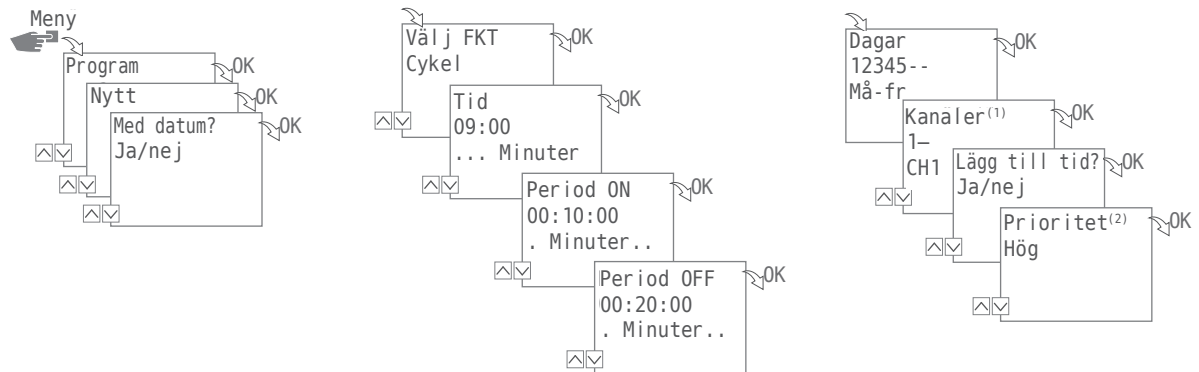 Meny
Program
OK
Nytt
OK
Med datum?
OK
Ja/nej
Välj FKT
OK
Cykel
Tid
OK
09:00
... Minuter
Period ON
OK
00:10:00
. Minuter..
Period OFF
OK
00:20:00
. Minuter..
Dagar
OK
12345--
Må-fr
Kanäler(1)
OK
1–
CH1
Lägg till tid?
OK
Ja/nej
Prioritet(2)
OK
Hög